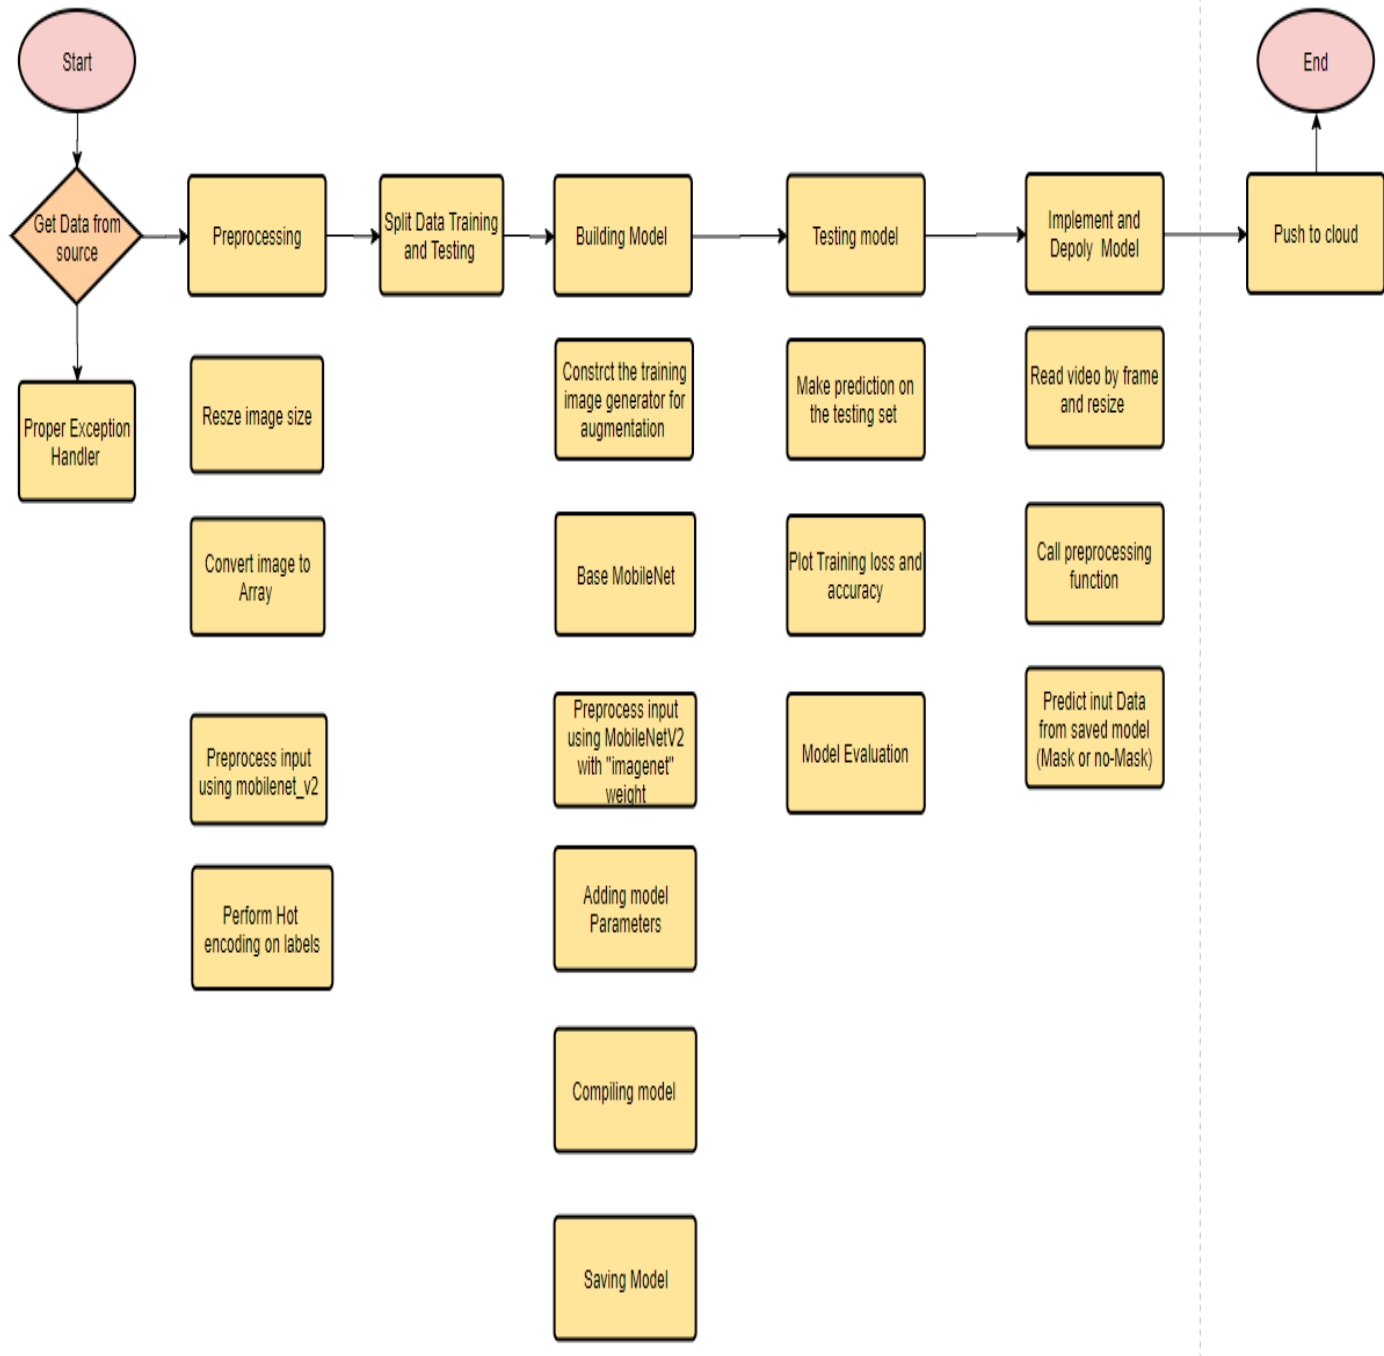 Start
End
Get Data from
source
Preprocessing
Split Data Training
and Testing
Building Model
Testing model
Implement and
Depoly Model
Push to cloud
Proper Exception
Handler
Resze image size
Convert image to
Array
Preprocess input
using mobilenet_v2
Perform Hot
encoding on labels
Constrct the training
image generator for
augmentation
Base MobileNet
Preprocess input
using MobileNetV2
with "imagenet"
weight
Adding model
Parameters
Compiling model
Saving Model
Make prediction on
the testing set
Plot Training loss and
accuracy
Model Evaluation
Read video by frame
and resize
Call preprocessing
function
Predict inut Data
from saved model
(Mask or no-Mask)